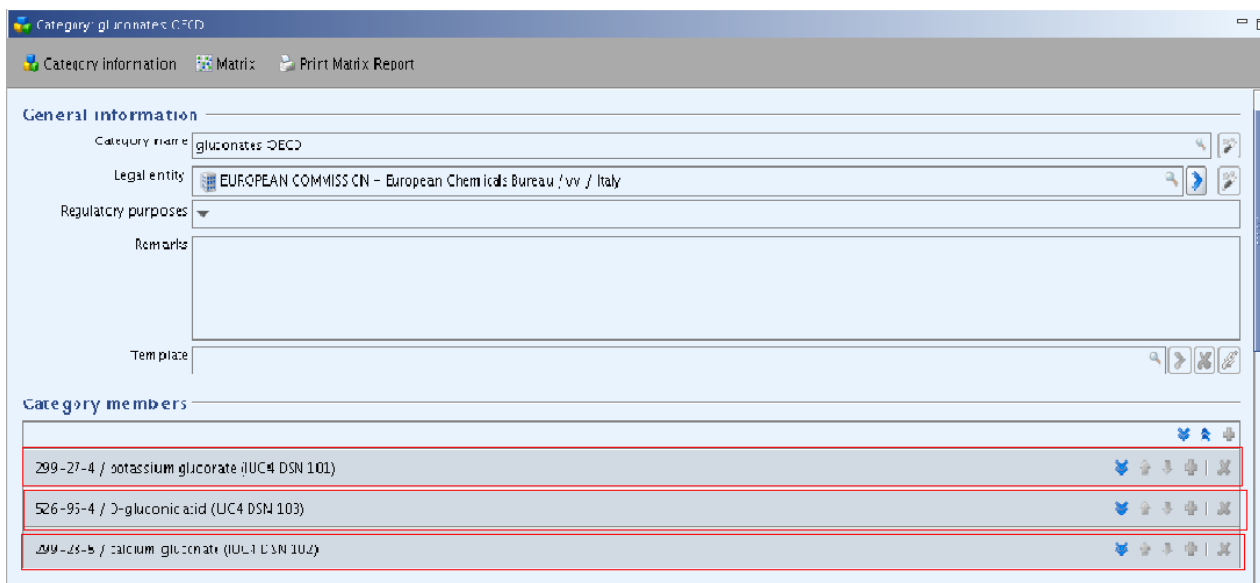 Category: gluconates OECD
Category information Matrix Print Matrix Report
General information
Category name gluconates OECD
Legal entity EUROPEAN COMMISSION – European Chemicals Bureau / vv / Italy
Regulatory purposes
Remarks
Template
Category members
299-27-4 / potassium gluconate (IUC4 DSN 101)
526-95-4 / D-gluconic acid (IUC4 DSN 103)
299-28-5 / calcium gluconate (IUC4 DSN 102)